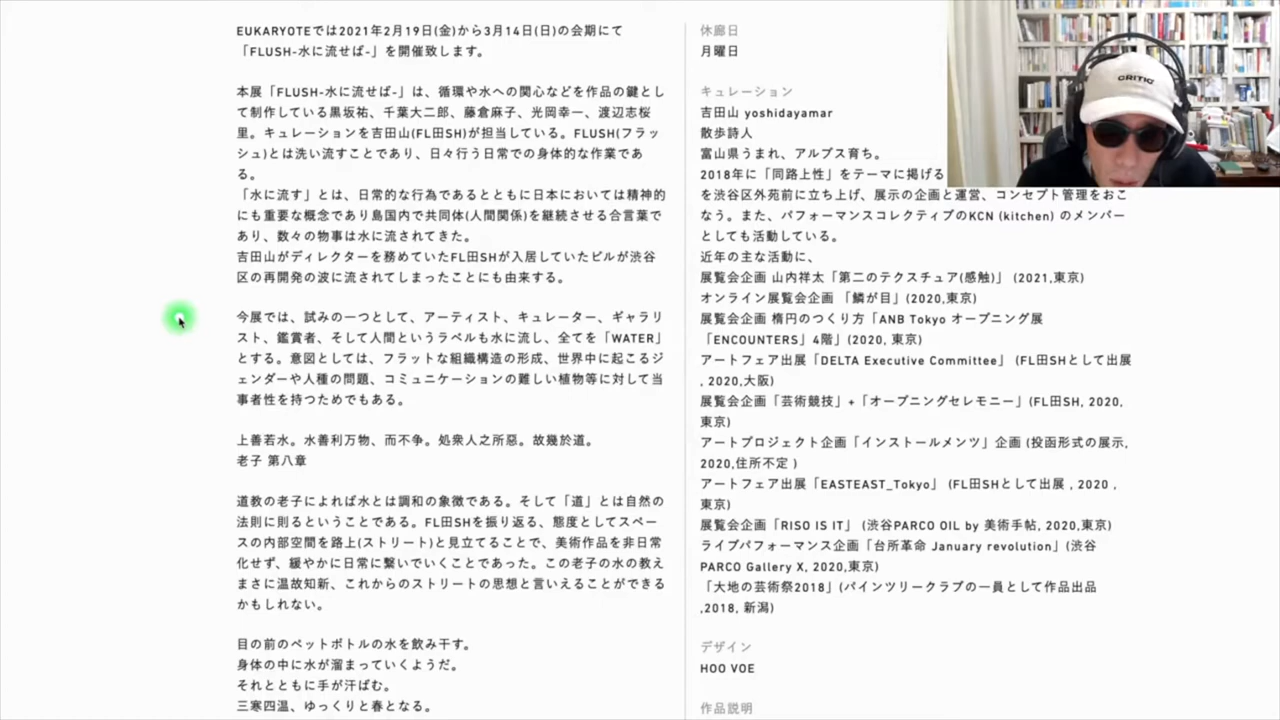 EUKARYOTEでは2021年2月19日(金)から3月14日(日)の会期にて
「FLUSH-水に流せば-」を開催致します。
本展「FLUSH-水に流せば-」は、循環や水への関心などを作品の鍵とし
て制作している黒坂祐、千葉大二郎、藤倉麻子、光岡幸一、渡辺志桜
里。キュレーションを吉田山(FL田SH)が担当している。FLUSH(フラッ
シュ)とは洗い流すことであり、日々行う日常での身体的な作業であ
る。
「水に流す」とは、日常的な行為であるとともに日本においては精神的
にも重要な概念であり島国内で共同体(人間関係)を継続させる合言葉で
あり、数々の物事は水に流されてきた。
吉田山がディレクターを務めていたFL田SHが入居していたビルが渋谷
区の再開発の波に流されてしまったことにも由来する。
今展では、試みの一つとして、アーティスト、キュレーター、ギャラリ
スト、鑑賞者、そして人間というラベルも水に流し、全てを「WATER」
とする。意図としては、フラットな組織構造の形成、世界中に起こるジ
ェンダーや人種の問題、コミュニケーションの難しい植物等に対して当
事者性を持つためでもある。
上善若水。水善利万物、而不争。処衆人之所惡。故幾於道。
老子 第八章
道教の老子によれば水とは調和の象徴である。そして「道」とは自然の
法則に則るということである。FL田SHを振り返る、態度としてスペー
スの内部空間を路上(ストリート)と見立てることで、美術作品を非日常
化せず、緩やかに日常に繋いでいくことであった。この老子の水の教え
まさに温故知新、これからのストリートの思想と言いえることができる
かもしれない。
目の前のペットボトルの水を飲み干す。
身体の中に水が溜まっていくようだ。
それとともに手が汗ばむ。
三寒四温、ゆっくりと春となる。
休廊日
月曜日
キュレーション
吉田山 yoshidayamar
散歩詩人
富山県うまれ、アルプス育ち。
2018年に「同路上性」をテーマに掲げる
を渋谷区外苑前に立ち上げ、展示の企画と運営、コンセプト管理をおこ
なう。また、パフォーマンスコレクティブのKCN (kitchen) のメンバー
としても活動している。
近年の主な活動に、
展覧会企画 山内祥太「第二のテクスチュア(感触)」 (2021,東京)
オンライン展覧会企画 「鱗が目」(2020,東京)
展覧会企画 楕円のつくり方「ANB Tokyo オープニング展
「ENCOUNTERS」4階」(2020, 東京)
アートフェア出展「DELTA Executive Committee」 (FL田SHとして出展
, 2020,大阪)
展覧会企画「芸術競技」+「オープニングセレモニー」(FL田SH, 2020,
東京)
アートプロジェクト企画「インストールメンツ」企画 (投函形式の展示,
2020,住所不定 )
アートフェア出展「EASTEAST_Tokyo」 (FL田SHとして出展 , 2020 ,
東京)
展覧会企画「RISO IS IT」 (渋谷PARCO OIL by 美術手帖, 2020,東京)
ライブパフォーマンス企画「台所革命 January revolution」(渋谷
PARCO Gallery X, 2020,東京)
「大地の芸術祭2018」(パインツリークラブの一員として作品出品
,2018, 新潟)
デザイン
HOO VOE
作品説明
CRITIC